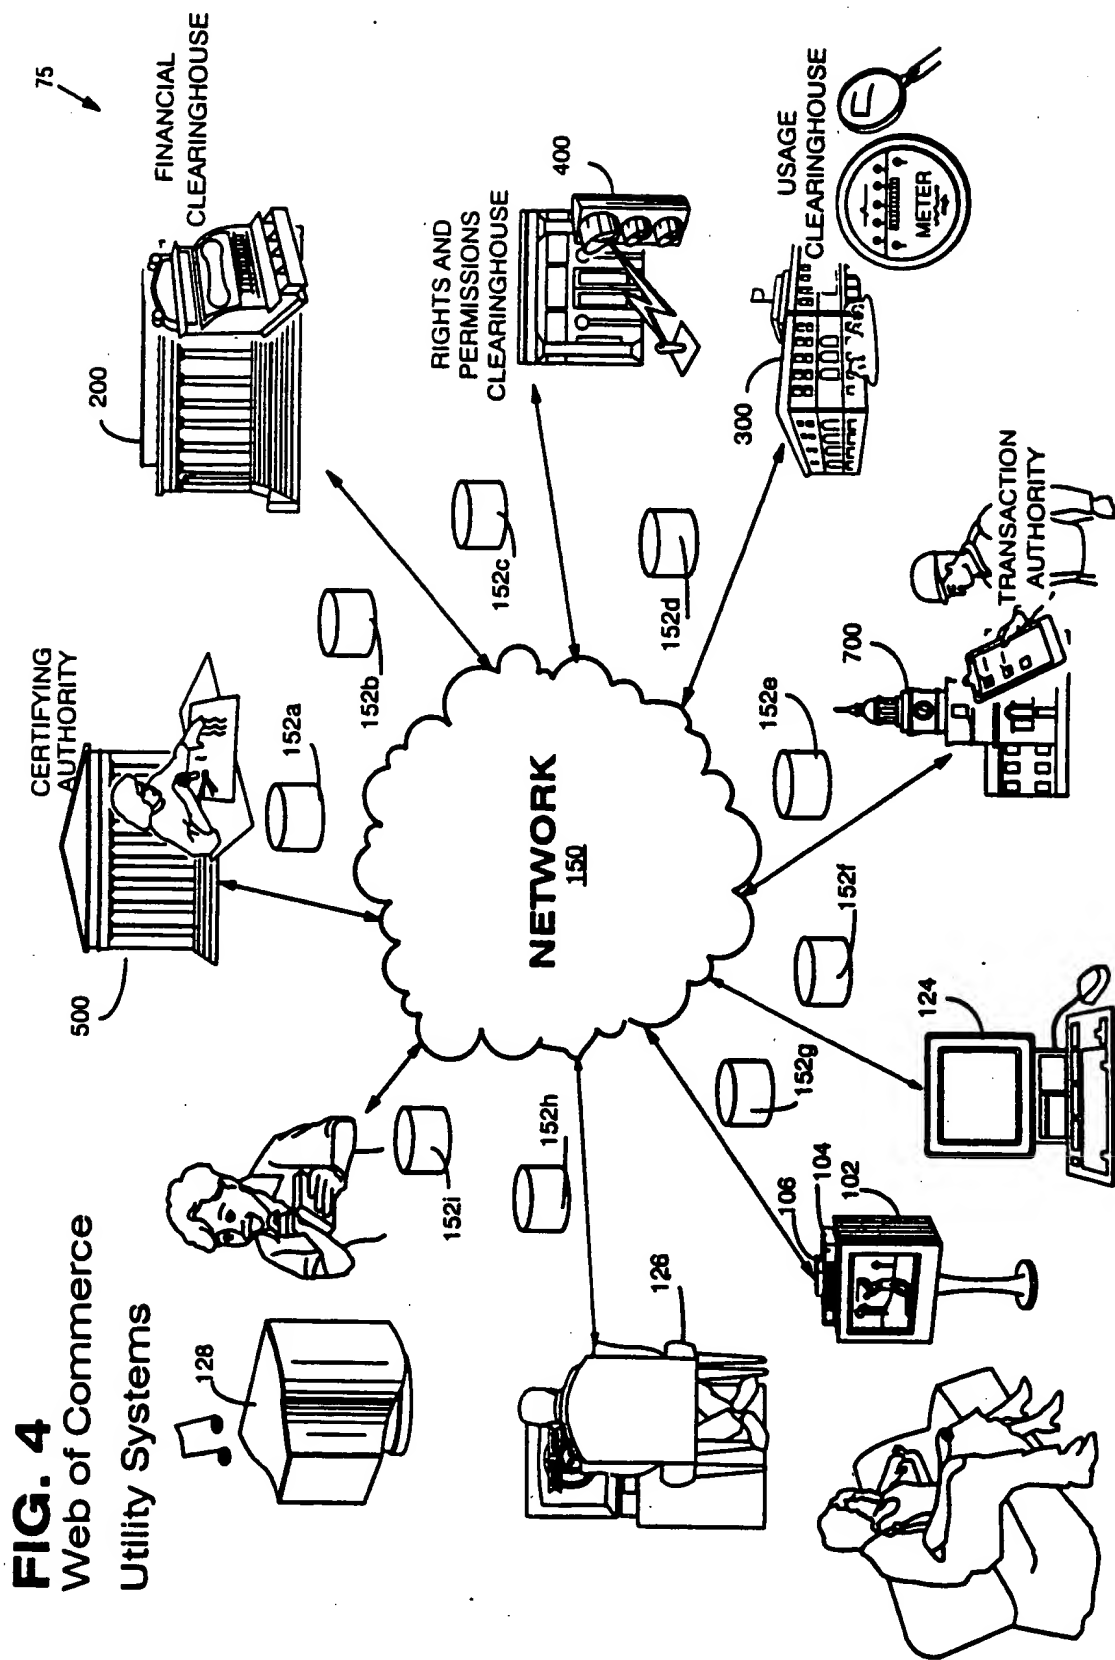 FIG. 4
Web of Commerce
Utility Systems
75
FINANCIAL
CLEARINGHOUSE
200
CERTIFYING
AUTHORITY
500
RIGHTS AND
PERMISSIONS
CLEARINGHOUSE
400
USAGE
CLEARINGHOUSE
METER
300
TRANSACTION
AUTHORITY
700
NETWORK
150
152a
152b
152c
152d
152e
152f
152g
152h
152i
128
126
106
104
102
124